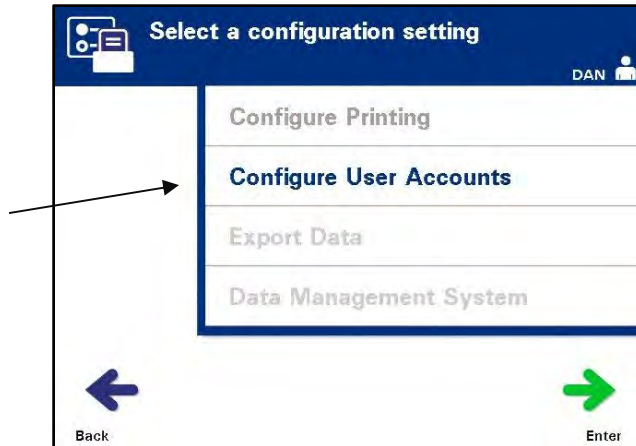 Select a configuration setting
DAN
Configure Printing
Configure User Accounts
Export Data
Data Management System
Back
Enter